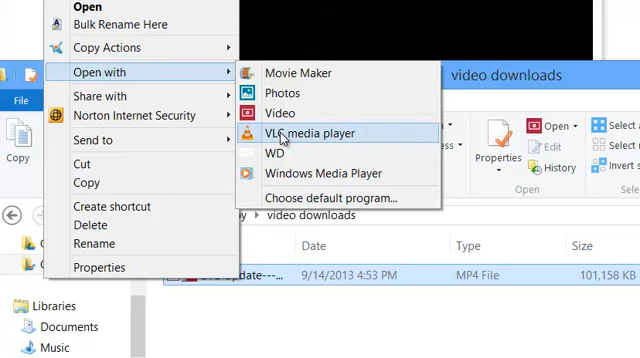 Open
Bulk Rename Here
Copy Actions
Open with
Share with
Norton Internet Security
Send to
Cut
Copy
Create shortcut
Delete
Rename
Properties
Movie Maker
Photos
Video
VLC media player
WD
Windows Media Player
Choose default program...
video downloads
File
Copy
Properties
Open
Edit
History
Open
Select a
Select
Invert
video downloads
Date
Type
Size
Update---...
9/14/2013 4:53 PM
MP4 File
101,158 KB
Libraries
Documents
Music